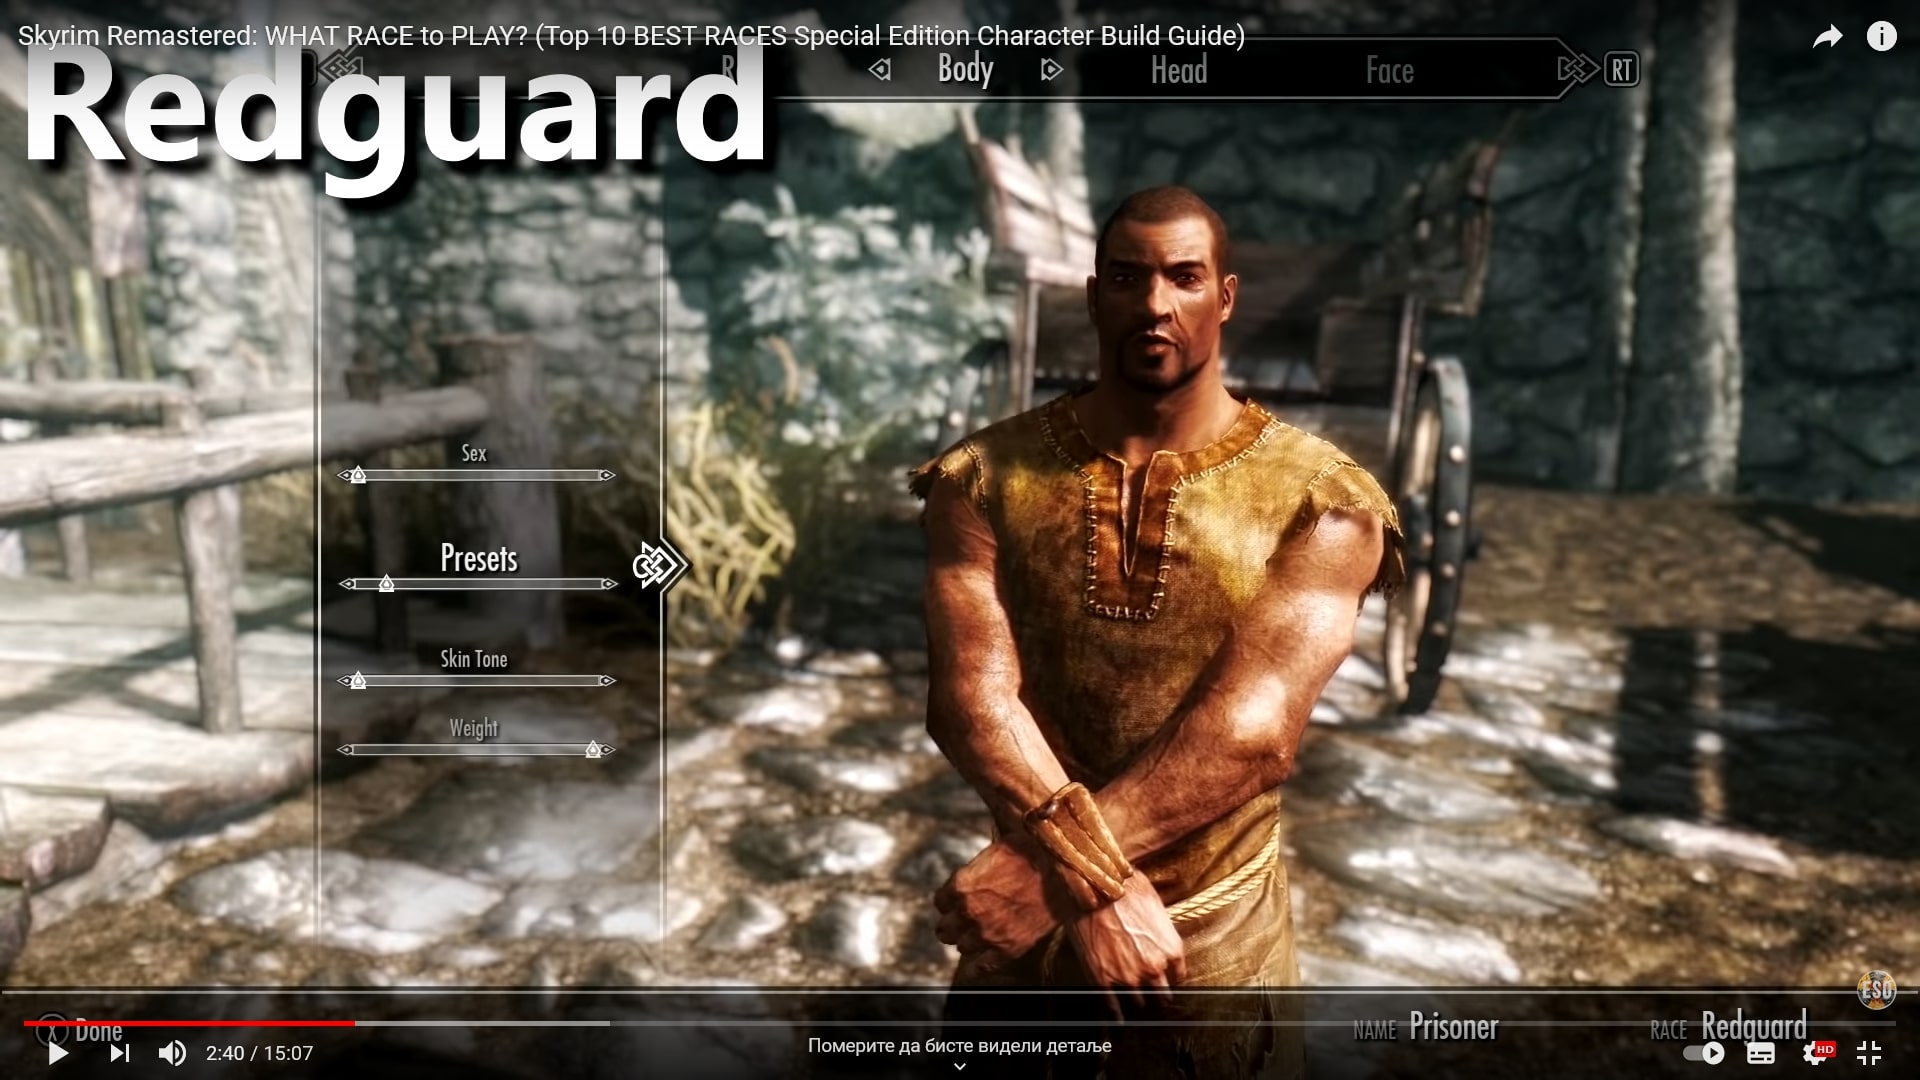 Skyrim Remastered: WHAT RACE to PLAY? (Top 10 BEST RACES Special Edition Character Build Guide)
Redguard
R Body Head Face RT
Sex
Presets
Skin Tone
Weight
ESO
X Done
NAME Prisoner RACE Redguard
2:40 / 15:07
Померите да бисте видели детаље
HD